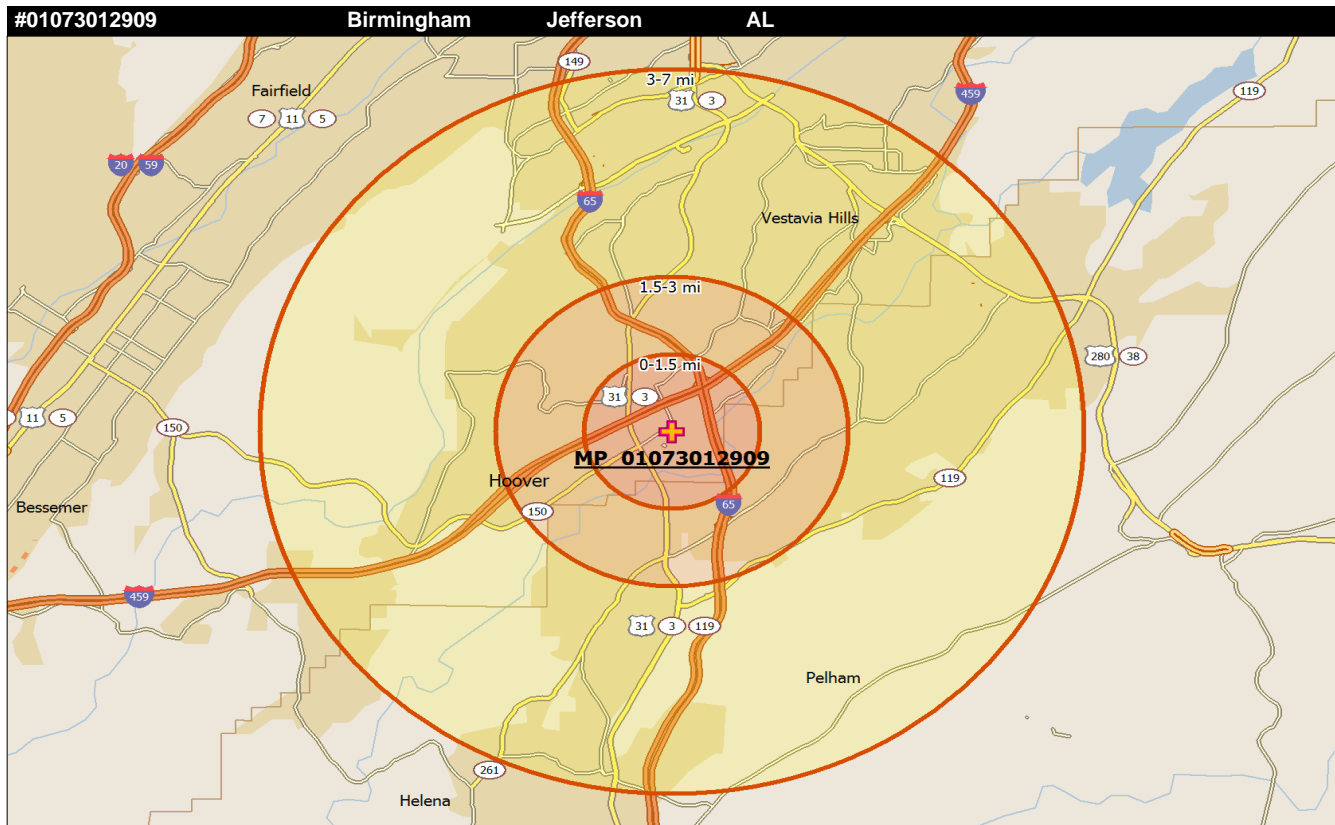 #01073012909 Birmingham Jefferson AL
149
3-7 mi
Fairfield
31 3
459
119
7 11 5
20 59
65
Vestavia Hills
1.5-3 mi
280 38
0-1.5 mi
31 3
11 5
150
MP_01073012909
Hoover
119
Bessemer
150
65
459
31 3 119
Pelham
261
Helena